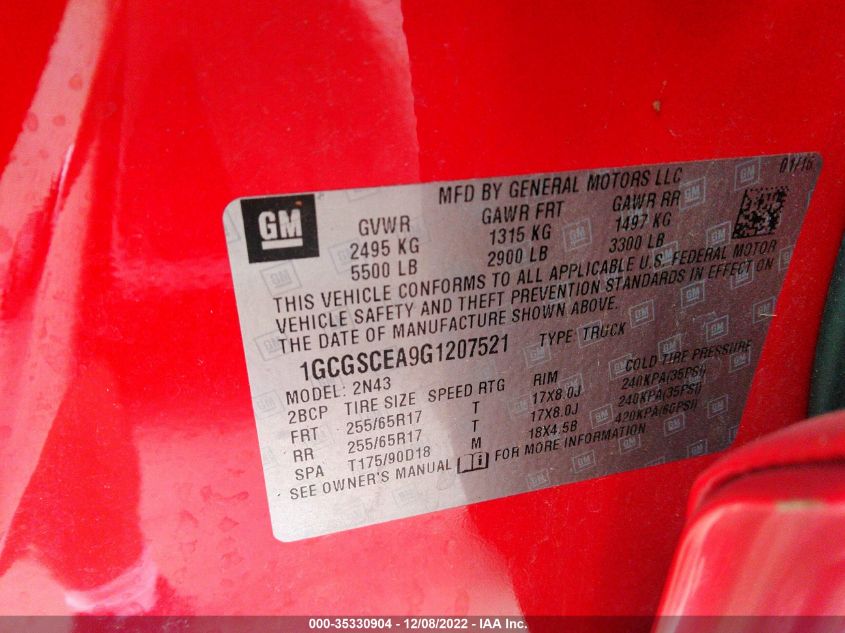 MFD BY GENERAL MOTORS LLC 01/16
GM
GVWR GAWR FRT GAWR RR
2495 KG 1315 KG 1497 KG
5500 LB 2900 LB 3300 LB
THIS VEHICLE CONFORMS TO ALL APPLICABLE U.S. FEDERAL MOTOR
VEHICLE SAFETY AND THEFT PREVENTION STANDARDS IN EFFECT ON
THE DATE OF MANUFACTURE SHOWN ABOVE.
1GCGSCEA9G1207521 TYPE TRUCK
MODEL: 2N43
2BCP TIRE SIZE SPEED RTG RIM COLD TIRE PRESSURE
FRT 255/65R17 T 17X8.0J 240KPA(35PSI)
RR 255/65R17 T 17X8.0J 240KPA(35PSI)
SPA T175/90D18 M 18X4.5B 420KPA(60PSI)
SEE OWNER'S MANUAL FOR MORE INFORMATION
000-35330904 - 12/08/2022 - IAA Inc.